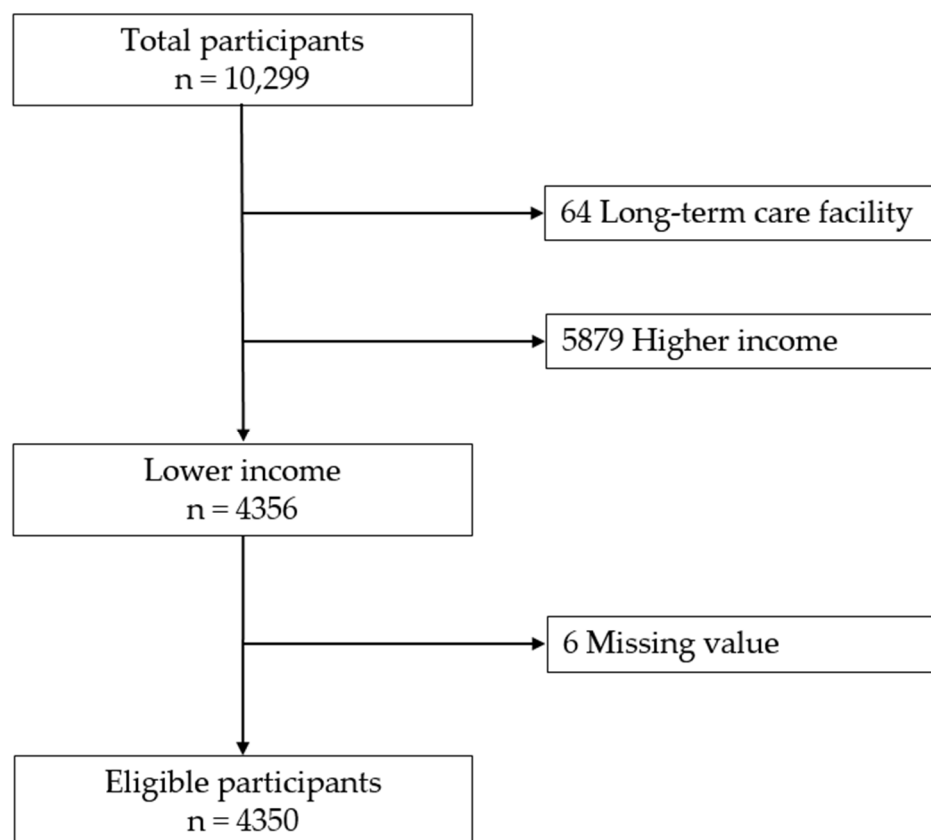 Total participants
n = 10,299
64 Long-term care facility
5879 Higher income
Lower income
n = 4356
6 Missing value
Eligible participants
n = 4350